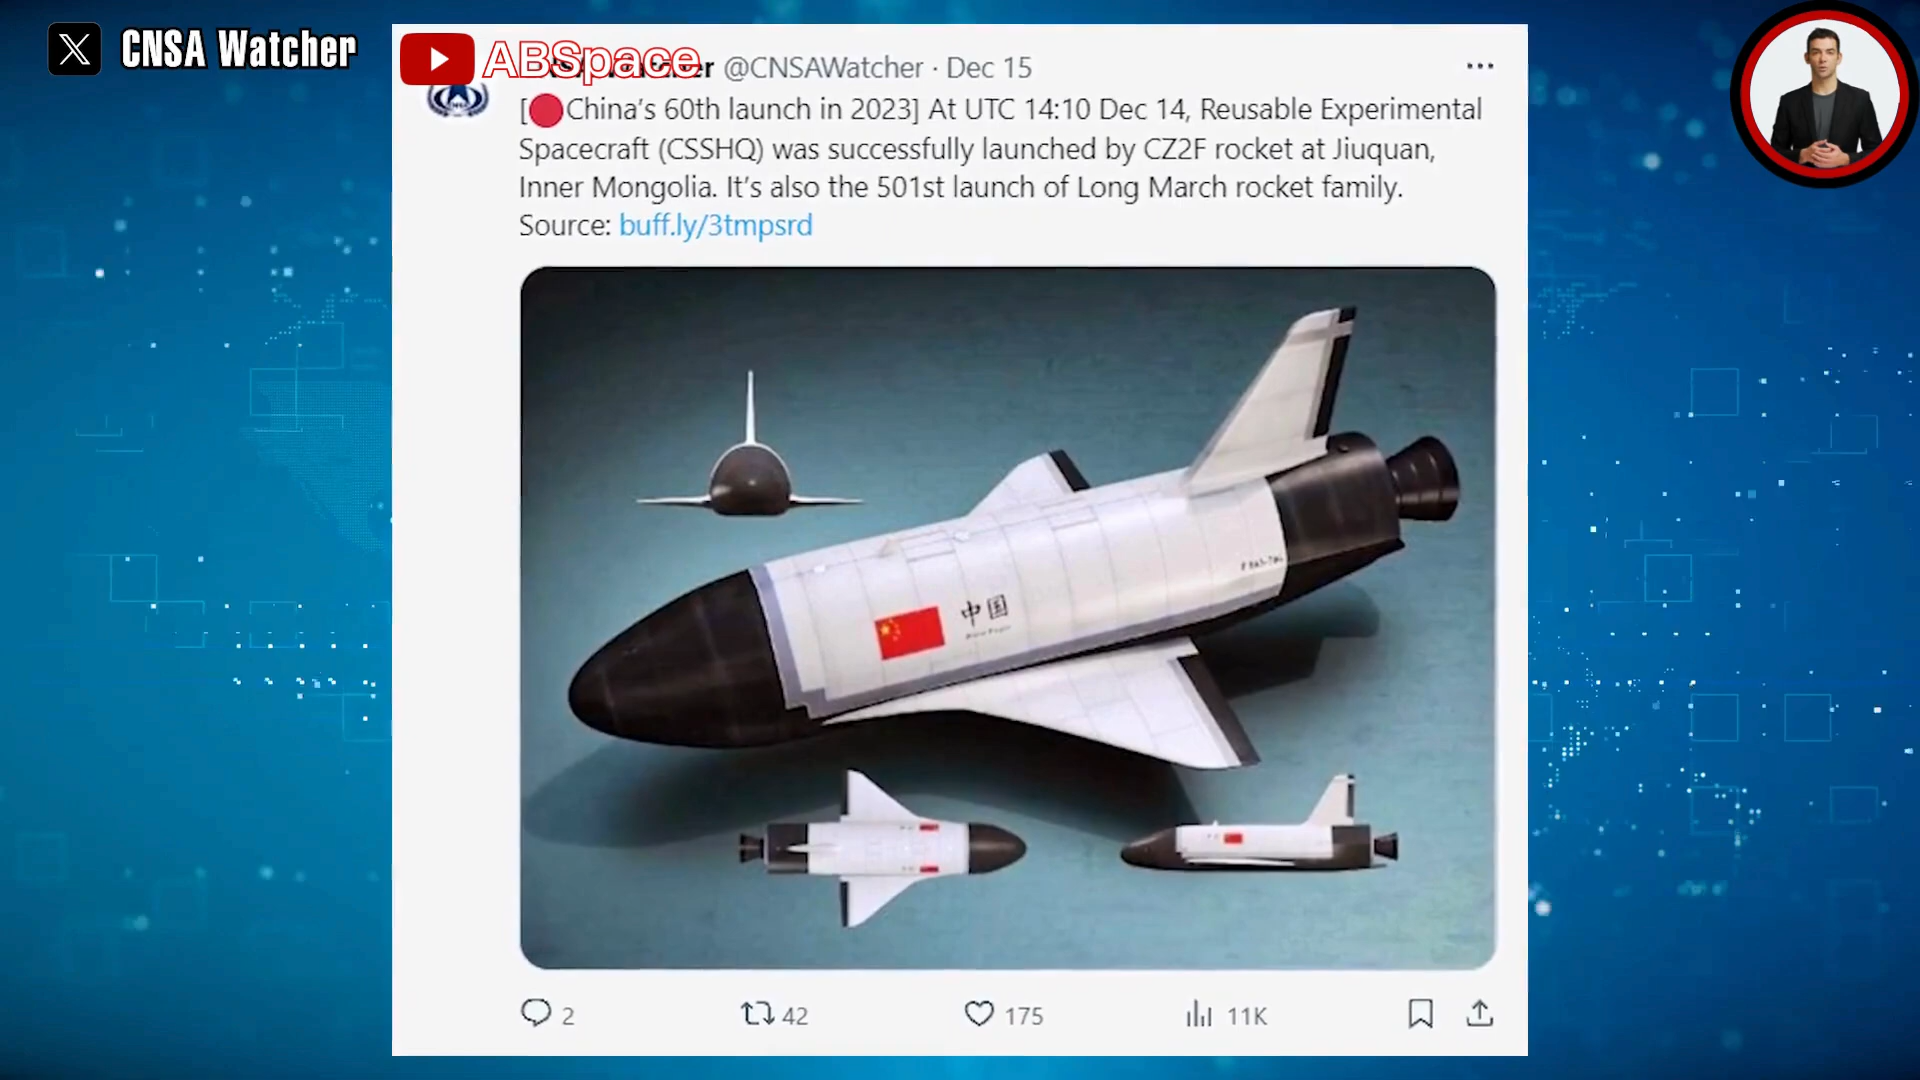 CNSA Watcher
ABSpace
@CNSAWatcher · Dec 15
[🔴China's 60th launch in 2023] At UTC 14:10 Dec 14, Reusable Experimental
Spacecraft (CSSHQ) was successfully launched by CZ2F rocket at Jiuquan,
Inner Mongolia. It's also the 501st launch of Long March rocket family.
Source: buff.ly/3tmpsrd
中国
2
42
175
11K